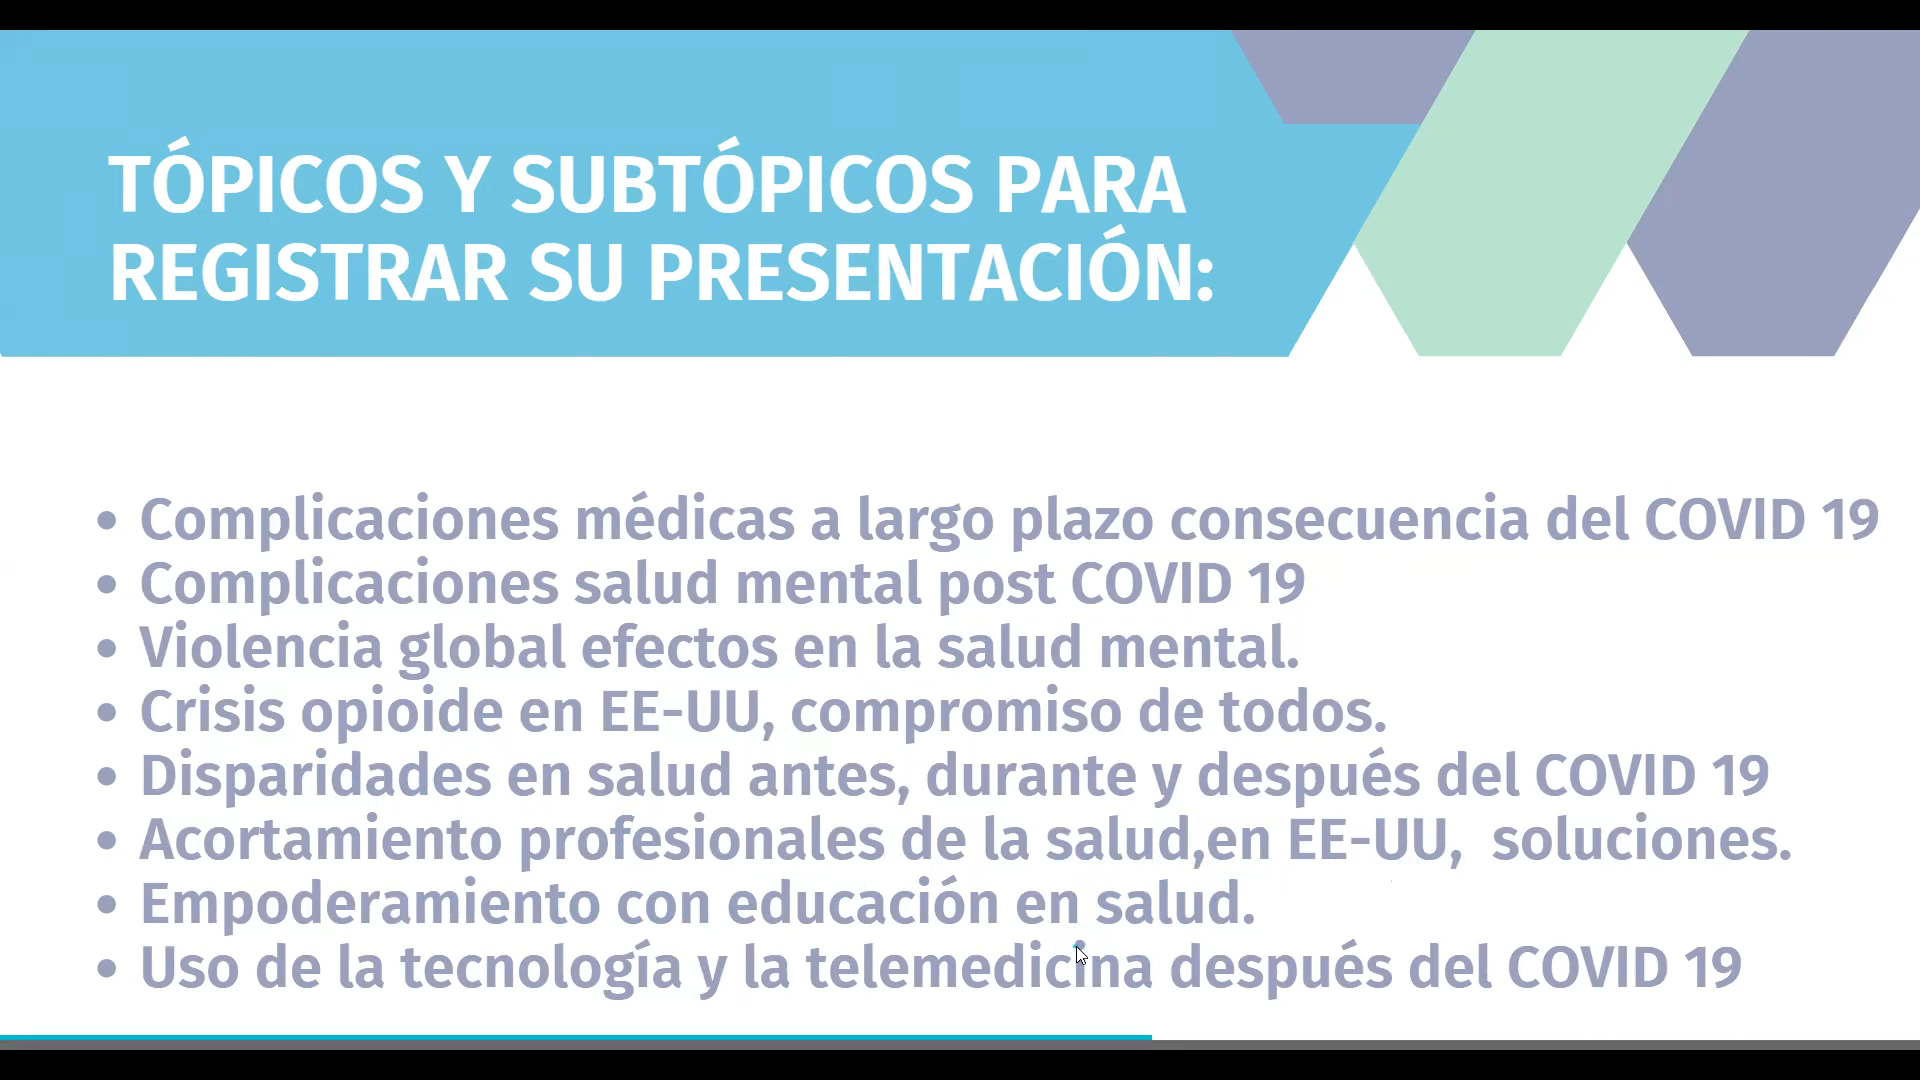 TÓPICOS Y SUBTÓPICOS PARA
REGISTRAR SU PRESENTACIÓN:
• Complicaciones médicas a largo plazo consecuencia del COVID 19
• Complicaciones salud mental post COVID 19
• Violencia global efectos en la salud mental.
• Crisis opioide en EE-UU, compromiso de todos.
• Disparidades en salud antes, durante y después del COVID 19
• Acortamiento profesionales de la salud,en EE-UU,  soluciones.
• Empoderamiento con educación en salud.
• Uso de la tecnología y la telemedicina después del COVID 19